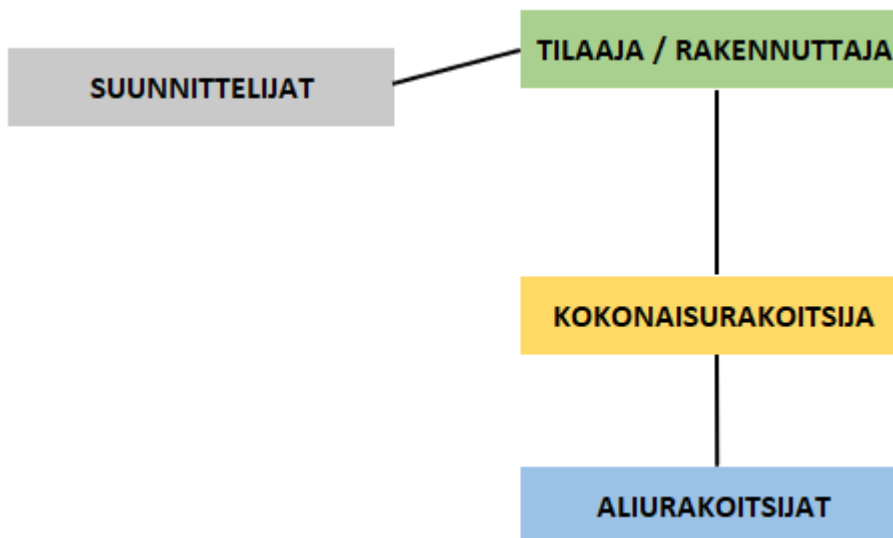 TILAAJA / RAKENNUTTAJA
SUUNNITTELIJAT
KOKONAISURAKOITSIJA
ALIURAKOITSIJAT